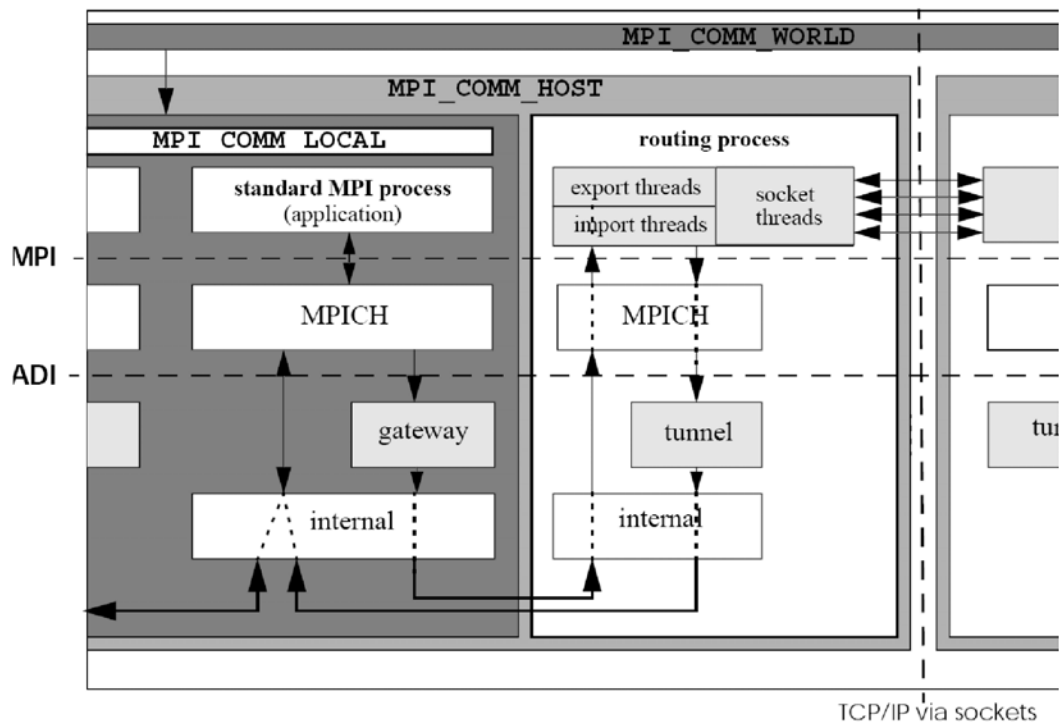 MPI_COMM_WORLD
MPI_COMM_HOST
MPI COMM LOCAL
routing process
standard MPI process
(application)
export threads
import threads
socket
threads
MPI
MPICH
MPICH
ADI
gateway
tunnel
tun
internal
internal
TCP/IP via sockets